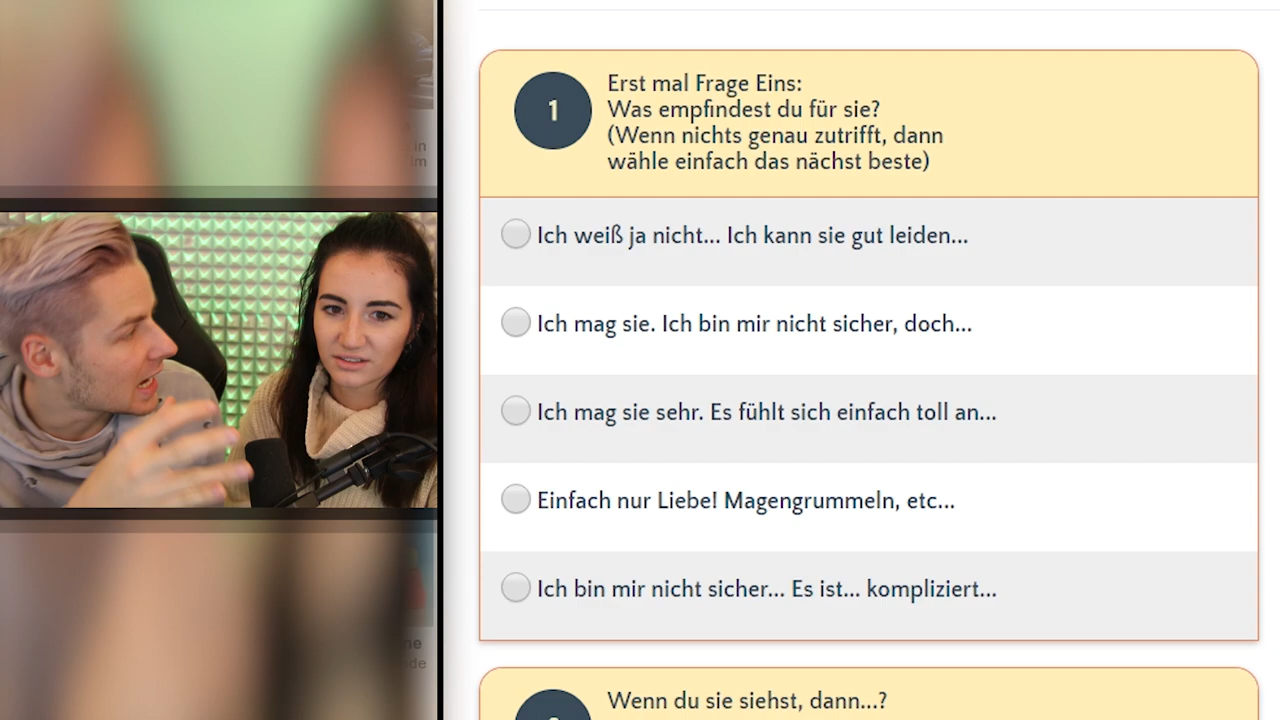 1
Erst mal Frage Eins:
Was empfindest du für sie?
(Wenn nichts genau zutrifft, dann
wähle einfach das nächst beste)
Ich weiß ja nicht... Ich kann sie gut leiden...
Ich mag sie. Ich bin mir nicht sicher, doch...
Ich mag sie sehr. Es fühlt sich einfach toll an...
Einfach nur Liebe! Magengrummeln, etc...
Ich bin mir nicht sicher... Es ist... kompliziert...
Wenn du sie siehst, dann...?